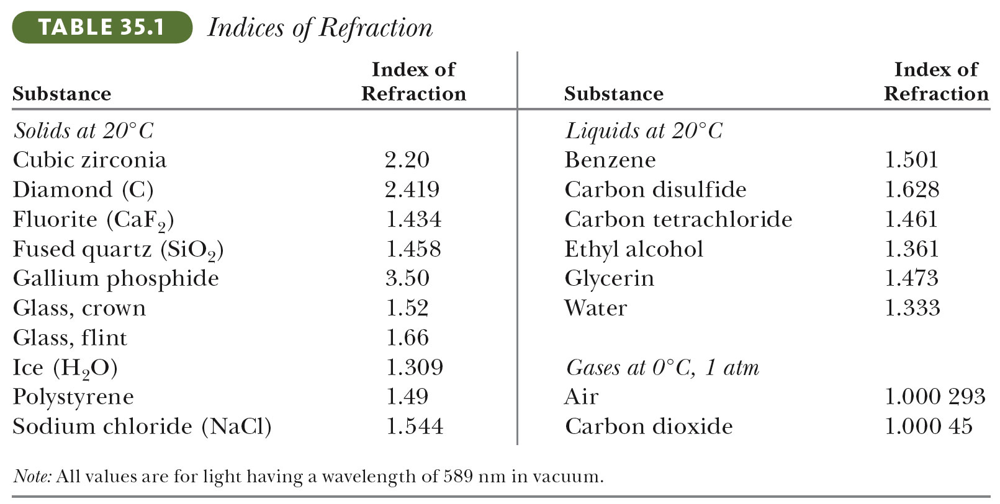 TABLE 35.1 Indices of Refraction
Substance Index of Refraction
Solids at 20°C
Cubic zirconia 2.20
Diamond (C) 2.419
Fluorite (CaF₂) 1.434
Fused quartz (SiO₂) 1.458
Gallium phosphide 3.50
Glass, crown 1.52
Glass, flint 1.66
Ice (H₂O) 1.309
Polystyrene 1.49
Sodium chloride (NaCl) 1.544
Substance Index of Refraction
Liquids at 20°C
Benzene 1.501
Carbon disulfide 1.628
Carbon tetrachloride 1.461
Ethyl alcohol 1.361
Glycerin 1.473
Water 1.333
Gases at 0°C, 1 atm
Air 1.000 293
Carbon dioxide 1.000 45
Note: All values are for light having a wavelength of 589 nm in vacuum.